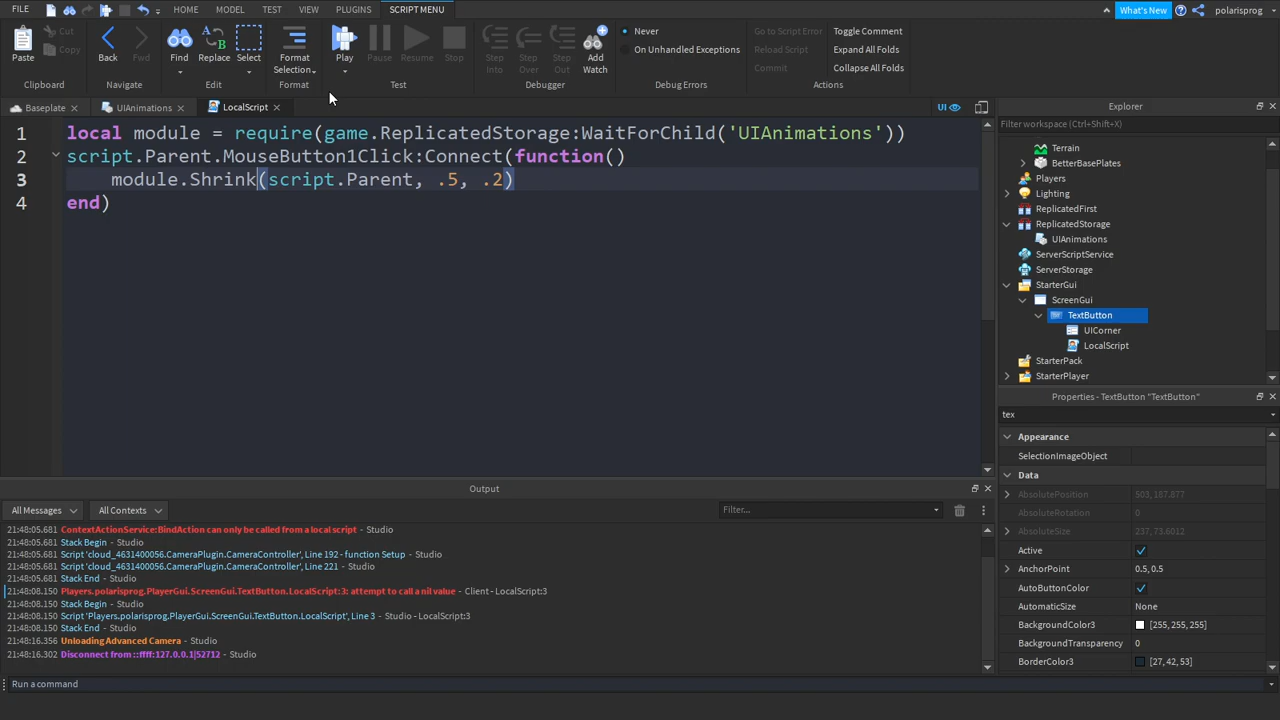 FILE
HOME
MODEL
TEST
VIEW
PLUGINS
SCRIPT MENU
What's New
polarisprog
Paste
Cut
Copy
Clipboard
Back
Fwd
Navigate
Find
Replace
Select
Edit
Format
Selection
Format
Play
Pause
Resume
Stop
Test
Step
Into
Step
Over
Step
Out
Add
Watch
Debugger
Never
On Unhandled Exceptions
Debug Errors
Go to Script Error
Reload Script
Commit
Toggle Comment
Expand All Folds
Collapse All Folds
Actions
Baseplate
UIAnimations
LocalScript
UI
1 local module = require(game.ReplicatedStorage:WaitForChild('UIAnimations'))
2 script.Parent.MouseButton1Click:Connect(function()
3 module.Shrink(script.Parent, .5, .2)
4 end)
Explorer
Filter workspace (Ctrl+Shift+X)
Terrain
BetterBasePlates
Players
Lighting
ReplicatedFirst
ReplicatedStorage
UIAnimations
ServerScriptService
ServerStorage
StarterGui
ScreenGui
TextButton
UICorner
LocalScript
StarterPack
StarterPlayer
Properties - TextButton "TextButton"
tex
Appearance
SelectionImageObject
Data
AbsolutePosition 503, 187.877
AbsoluteRotation 0
AbsoluteSize 237, 73.6012
Active
AnchorPoint 0.5, 0.5
AutoButtonColor
AutomaticSize None
BackgroundColor3 [255, 255, 255]
BackgroundTransparency 0
BorderColor3 [27, 42, 53]
Output
All Messages
All Contexts
Filter...
21:48:05.681 ContextActionService:BindAction can only be called from a local script - Studio
21:48:05.681 Stack Begin - Studio
21:48:05.681 Script 'cloud_4631400056.CameraPlugin.CameraController', Line 192 - function Setup - Studio
21:48:05.681 Script 'cloud_4631400056.CameraPlugin.CameraController', Line 221 - Studio
21:48:05.681 Stack End - Studio
21:48:08.150 Players.polarisprog.PlayerGui.ScreenGui.TextButton.LocalScript:3: attempt to call a nil value - Client - LocalScript:3
21:48:08.150 Stack Begin - Studio
21:48:08.150 Script 'Players.polarisprog.PlayerGui.ScreenGui.TextButton.LocalScript', Line 3 - Studio - LocalScript:3
21:48:08.150 Stack End - Studio
21:48:16.356 Unloading Advanced Camera - Studio
21:48:16.302 Disconnect from ::ffff:127.0.0.1|52712 - Studio
Run a command